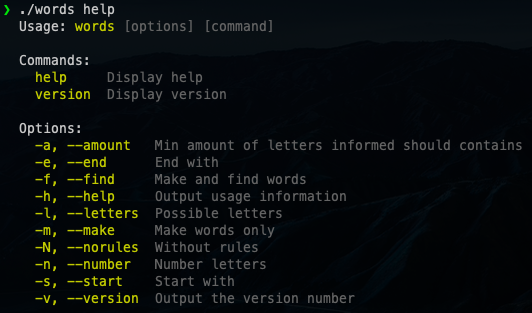 ❯ ./words help
Usage: words [options] [command]

Commands:
help Display help
version Display version

Options:
-a, --amount Min amount of letters informed should contains
-e, --end End with
-f, --find Make and find words
-h, --help Output usage information
-l, --letters Possible letters
-m, --make Make words only
-N, --norules Without rules
-n, --number Number letters
-s, --start Start with
-v, --version Output the version number